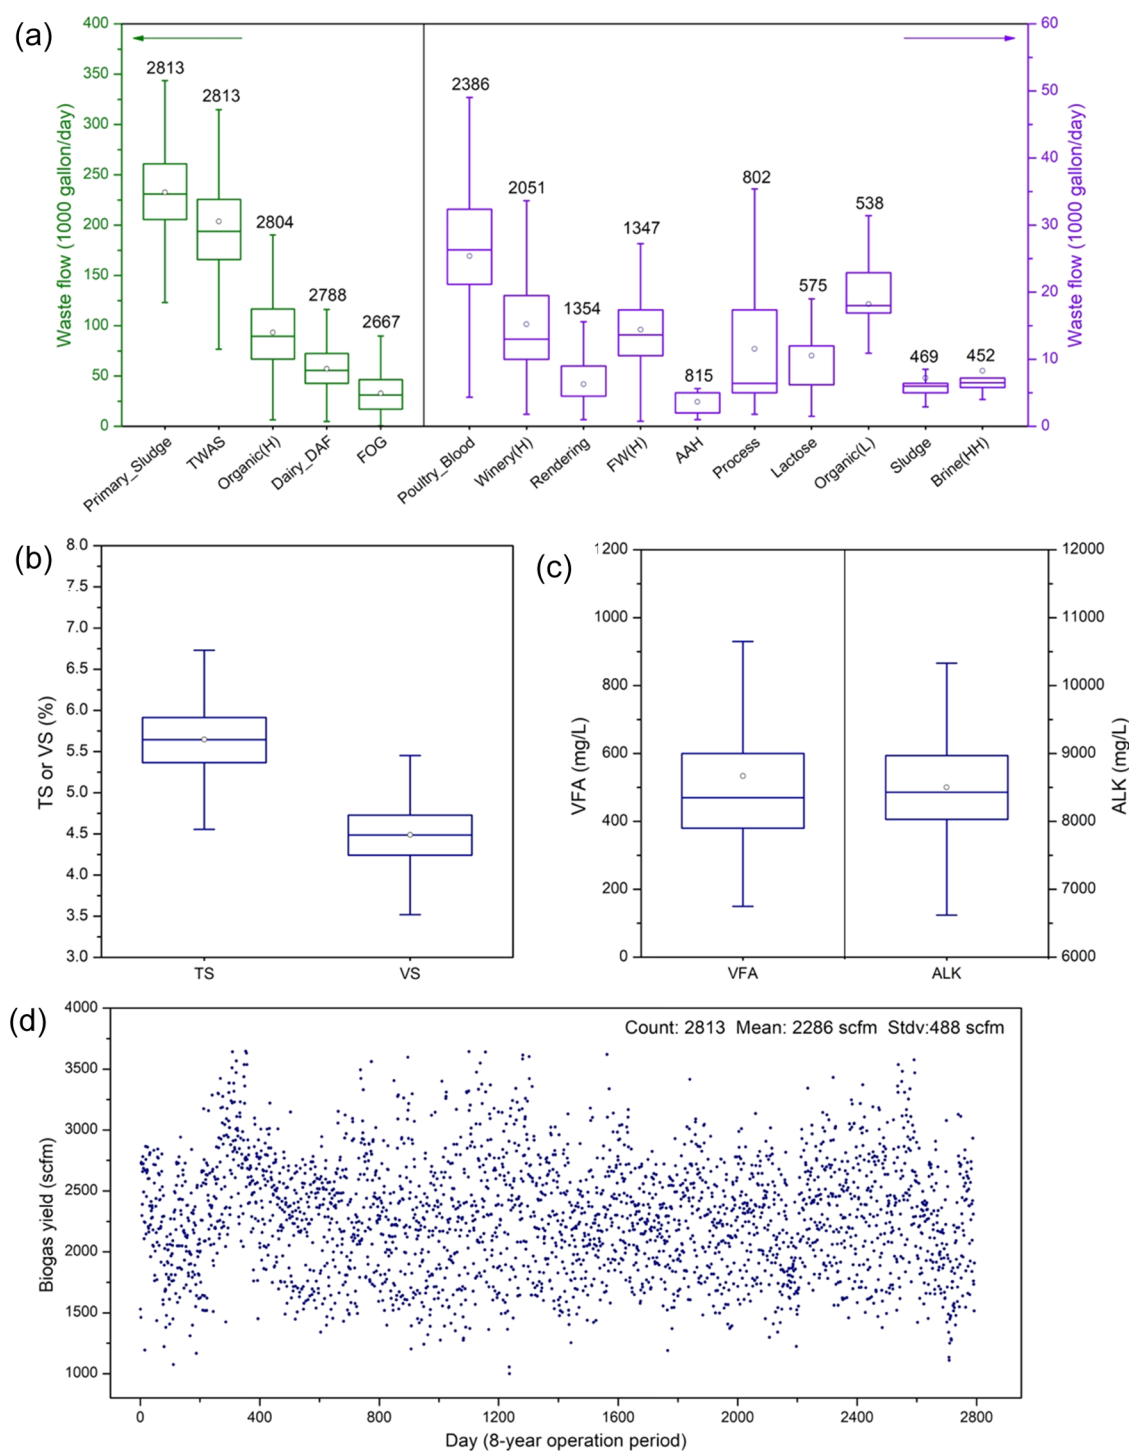 (a)
400
350
300
250
200
150
100
50
0
Waste flow (1000 gallon/day)
2813
2813
2804
2788
2667
2386
2051
1354
1347
815
802
575
538
469
452
60
50
40
30
20
10
0
Waste flow (1000 gallon/day)
Primary_Sludge
TWAS
Organic(H)
Dairy_DAF
FOG
Poultry_Blood
Winery(H)
Rendering
FW(H)
AAH
Process
Lactose
Organic(L)
Sludge
Brine(HH)
(b)
8.0
7.5
7.0
6.5
6.0
5.5
5.0
4.5
4.0
3.5
3.0
TS or VS (%)
TS
VS
(c)
1200
1000
800
600
400
200
0
VFA (mg/L)
VFA
ALK
12000
11000
10000
9000
8000
7000
6000
ALK (mg/L)
(d)
4000
3500
3000
2500
2000
1500
1000
Biogas yield (scfm)
Count: 2813 Mean: 2286 scfm Stdv:488 scfm
0
400
800
1200
1600
2000
2400
2800
Day (8-year operation period)